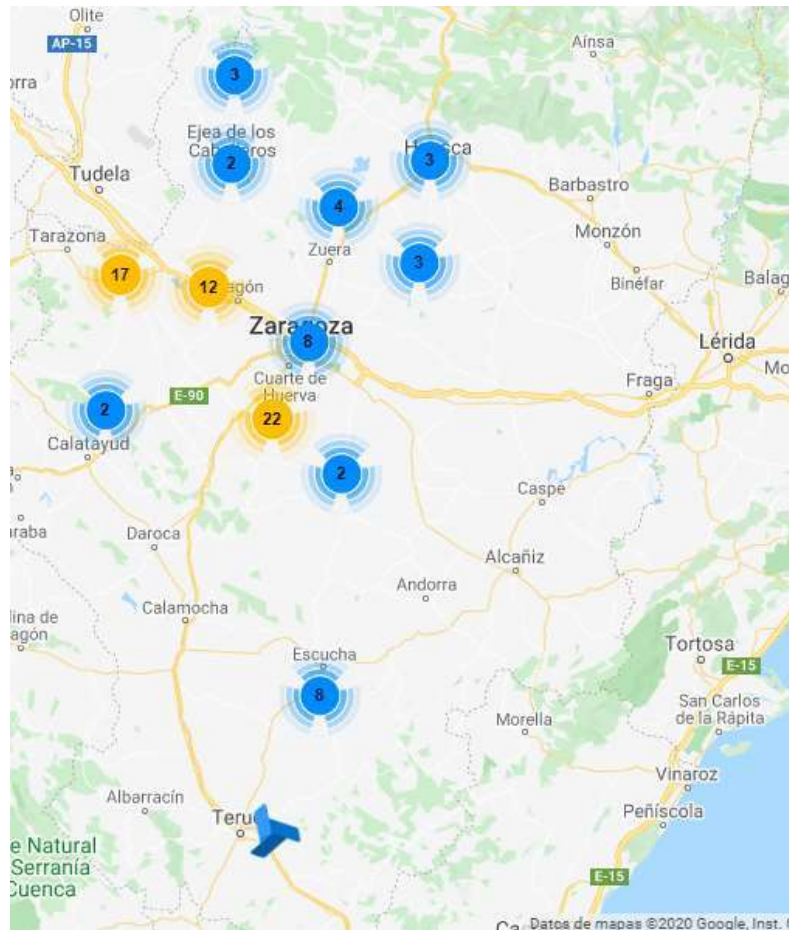 Olite
AP-15
Aínsa
3
Ejea de los
2
3
Tudela
Barbastro
4
Tarazona
Zuera
Monzón
3
Binéfar
17
12
Zaragoza
8
Lérida
Cuarte de
Huerva
E-90
Fraga
2
22
Calatayud
2
Caspe
Daroca
Alcañiz
Andorra
Calamocha
Escucha
Tortosa
E-15
8
San Carlos
de la Rápita
Morella
Vinaroz
Albarracín
Peñíscola
e Natural
Serranía
Cuenca
E-15
Datos de mapas ©2020 Google, Inst.